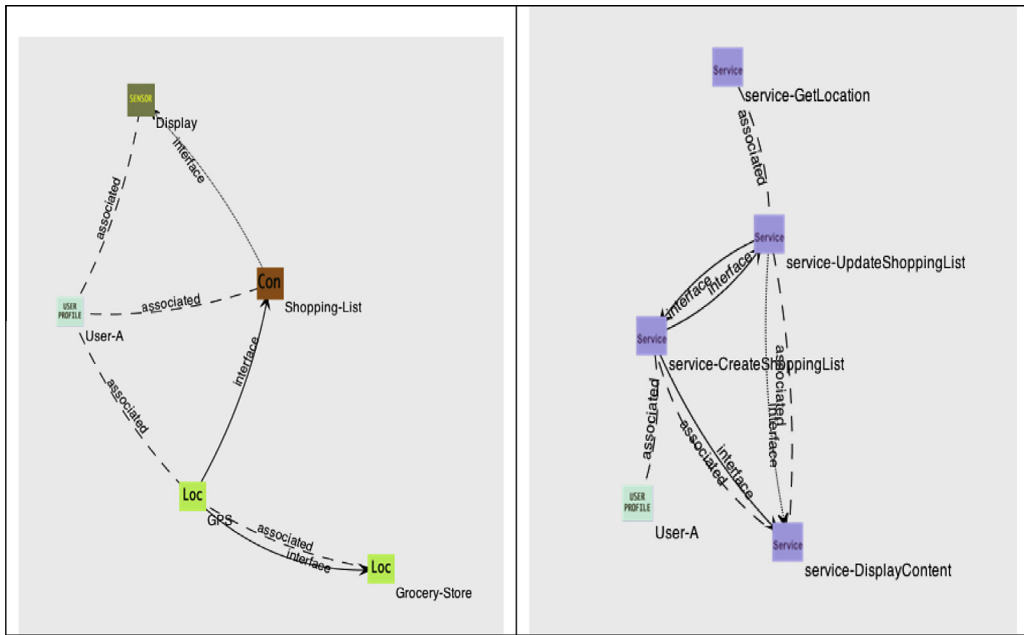 SENSOR
Display
interface
associated
Con
Shopping-List
associated
USER
PROFILE
User-A
interface
associated
Loc
GPS
associated
interface
Loc
Grocery-Store
Service
service-GetLocation
associated
Service
service-UpdateShoppingList
interface
interface
Service
service-CreateShoppingList
associated
interface
associated
associated
interface
USER
PROFILE
User-A
Service
service-DisplayContent